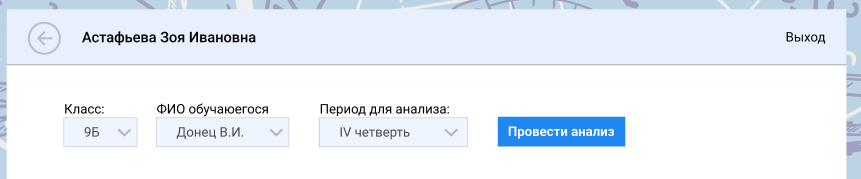 Астафьева Зоя Ивановна
Выход
Класс: ФИО обучаюегося Период для анализа:
9Б Донец В.И. IV четверть Провести анализ